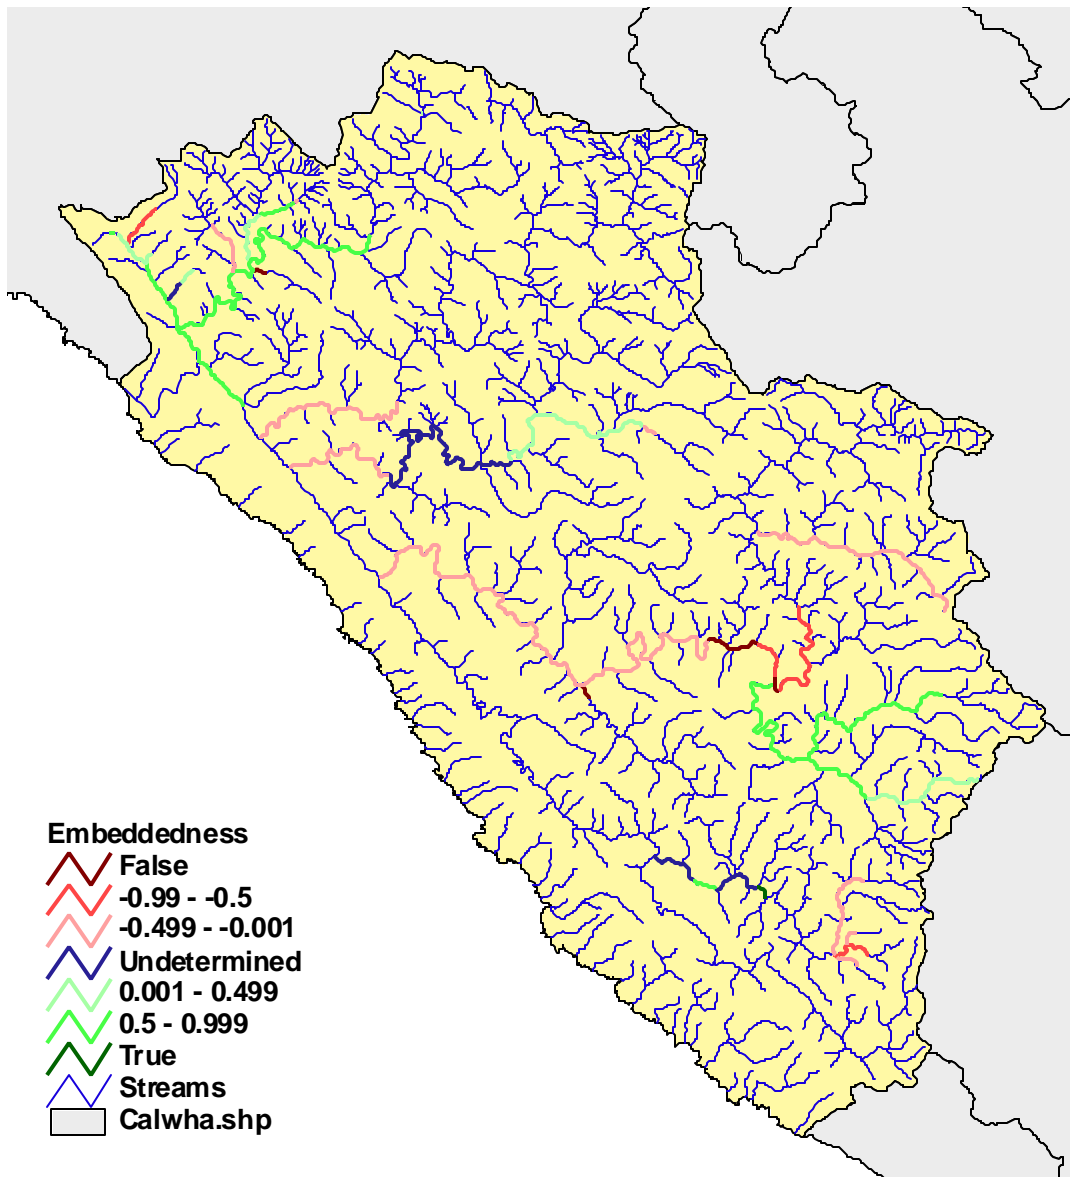 Embeddedness
False
-0.99 - -0.5
-0.499 - -0.001
Undetermined
0.001 - 0.499
0.5 - 0.999
True
Streams
Calwha.shp